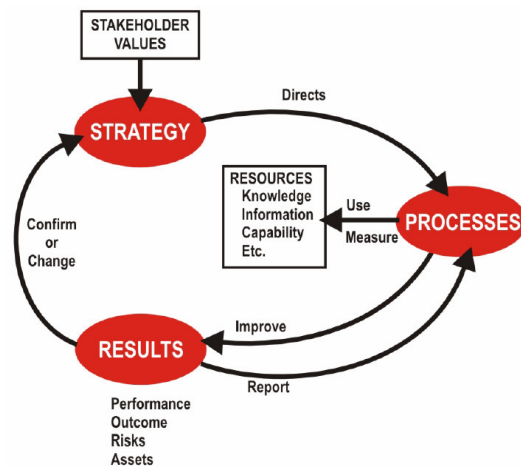 STAKEHOLDER
VALUES
STRATEGY
Directs
RESOURCES
Knowledge
Information
Capability
Etc.
Use
Measure
PROCESSES
Confirm
or
Change
Improve
RESULTS
Report
Performance
Outcome
Risks
Assets